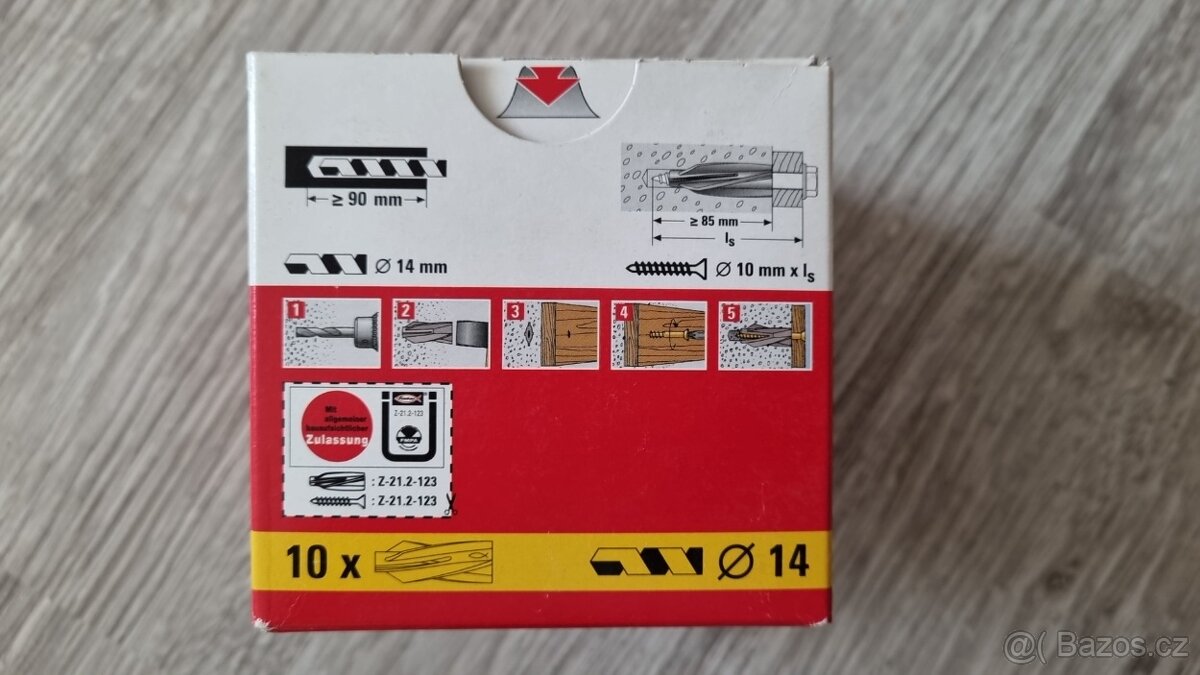 ≥ 90 mm
≥ 85 mm
ls
Ø 14 mm
Ø 10 mm x ls
1
2
3
4
5
Mit
allgemeiner
bauaufsichtlicher
Zulassung
Z-21.2-123
FMPA
: Z-21.2-123
: Z-21.2-123
10 x
Ø 14
@( Bazos.cz